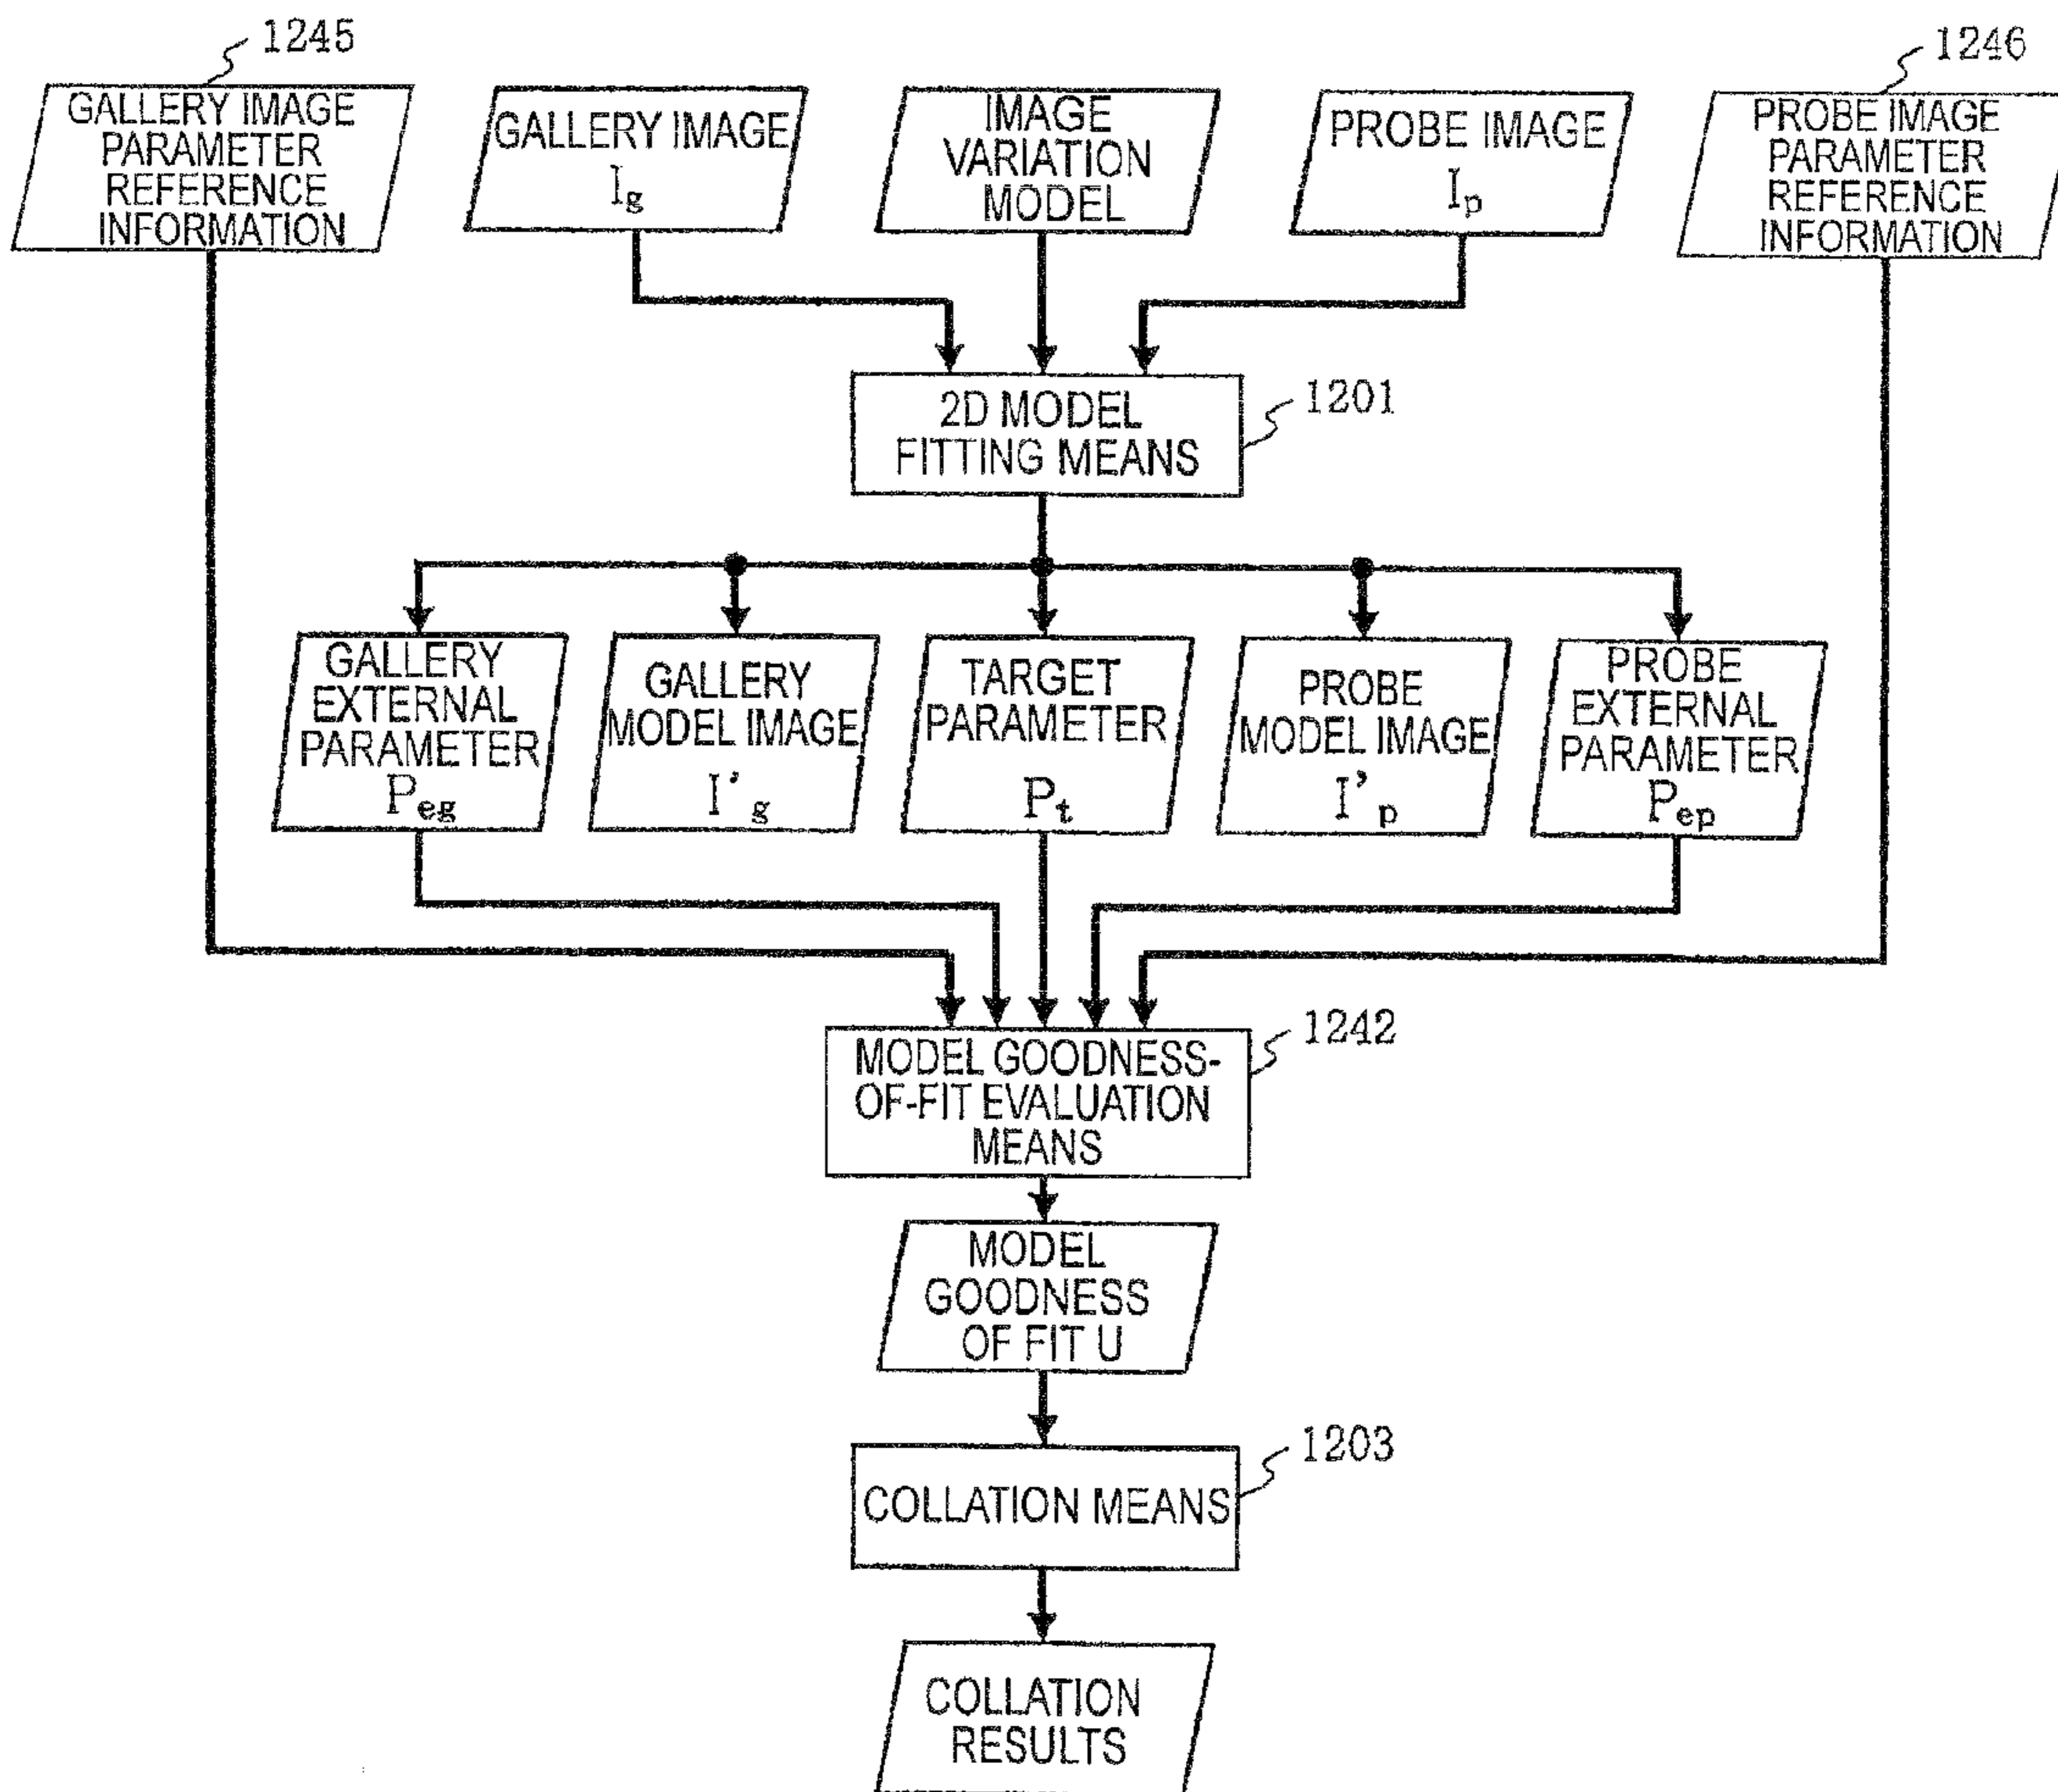 1245
1246
GALLERY IMAGE
PARAMETER
REFERENCE
INFORMATION
GALLERY IMAGE
Ig
IMAGE
VARIATION
MODEL
PROBE IMAGE
Ip
PROBE IMAGE
PARAMETER
REFERENCE
INFORMATION
2D MODEL
FITTING MEANS
1201
GALLERY
EXTERNAL
PARAMETER
Peg
GALLERY
MODEL IMAGE
I'g
TARGET
PARAMETER
Pt
PROBE
MODEL IMAGE
I'p
PROBE
EXTERNAL
PARAMETER
Pep
MODEL GOODNESS-
OF-FIT EVALUATION
MEANS
1242
MODEL
GOODNESS
OF FIT U
COLLATION MEANS
1203
COLLATION
RESULTS